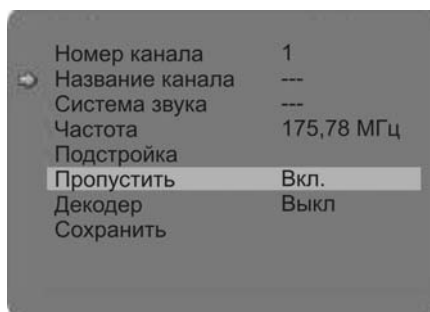 Номер канала 1
Название канала ---
Система звука ---
Частота 175,78 МГц
Подстройка
Пропустить Вкл.
Декодер Выкл
Сохранить